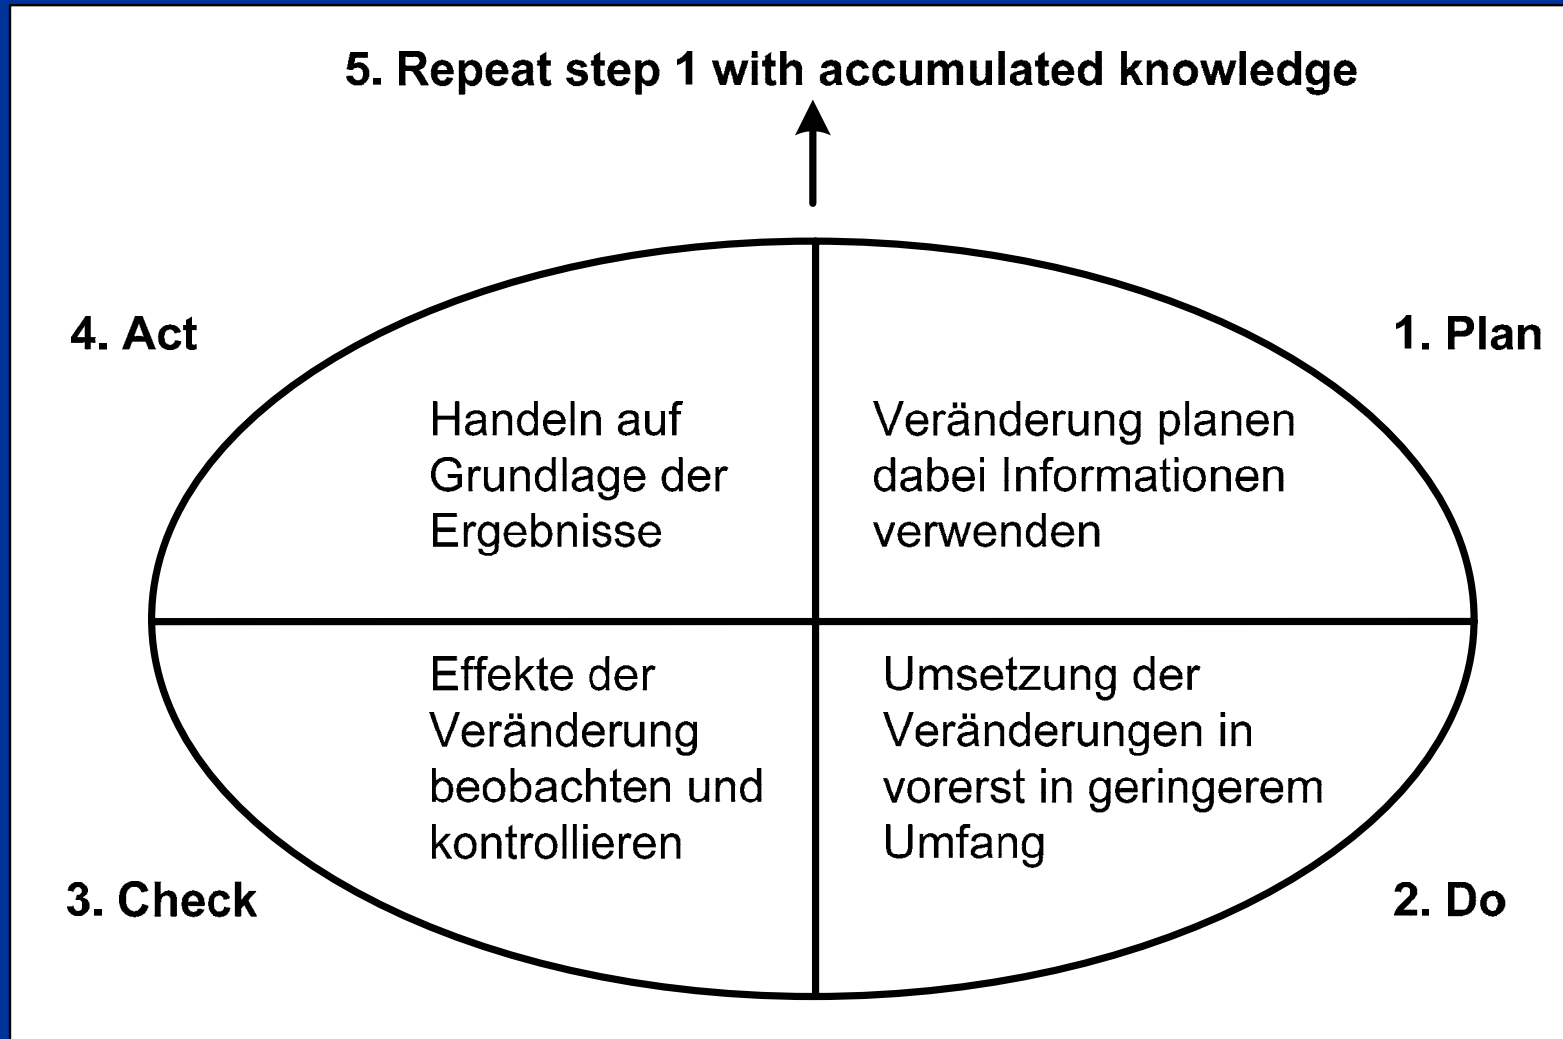 5. Repeat step 1 with accumulated knowledge
4. Act
1. Plan
Handeln auf
Grundlage der
Ergebnisse
Veränderung planen
dabei Informationen
verwenden
Effekte der
Veränderung
beobachten und
kontrollieren
Umsetzung der
Veränderungen in
vorerst in geringerem
Umfang
3. Check
2. Do